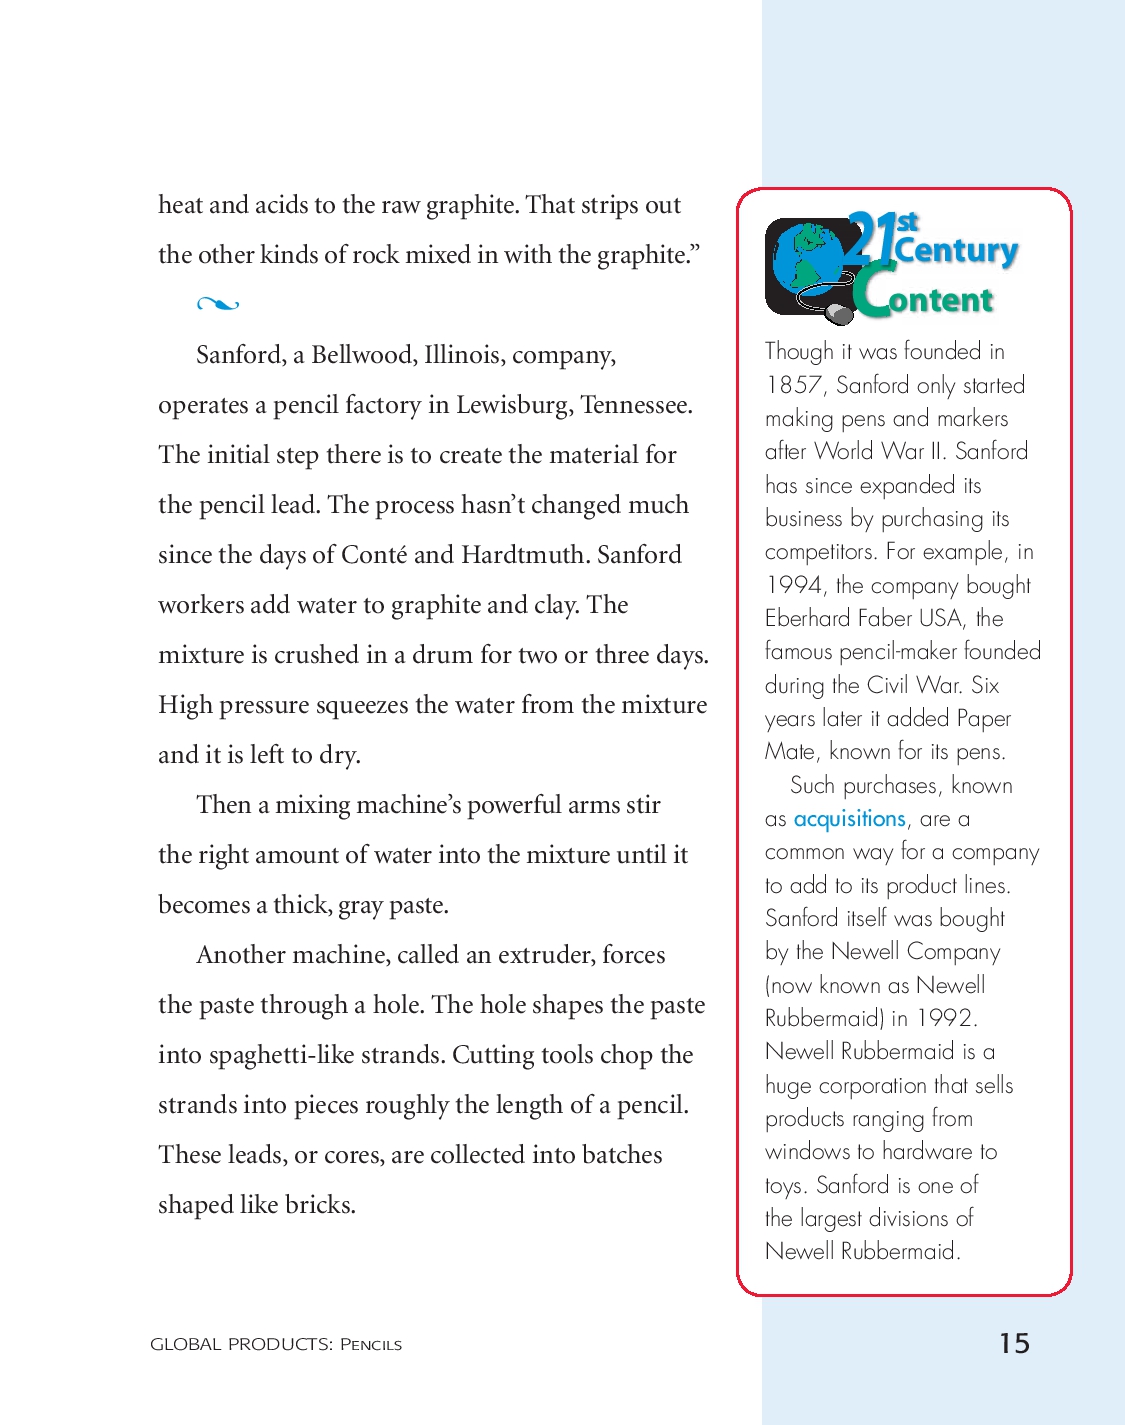 heat and acids to the raw graphite. That strips out
the other kinds of rock mixed in with the graphite.”
Sanford, a Bellwood, Illinois, company,
operates a pencil factory in Lewisburg, Tennessee.
The initial step there is to create the material for
the pencil lead. The process hasn’t changed much
since the days of Conté and Hardtmuth. Sanford
workers add water to graphite and clay. The
mixture is crushed in a drum for two or three days.
High pressure squeezes the water from the mixture
and it is left to dry.
Then a mixing machine’s powerful arms stir
the right amount of water into the mixture until it
becomes a thick, gray paste.
Another machine, called an extruder, forces
the paste through a hole. The hole shapes the paste
into spaghetti-like strands. Cutting tools chop the
strands into pieces roughly the length of a pencil.
These leads, or cores, are collected into batches
shaped like bricks.
21st
Century
Content
Though it was founded in
1857, Sanford only started
making pens and markers
after World War II. Sanford
has since expanded its
business by purchasing its
competitors. For example, in
1994, the company bought
Eberhard Faber USA, the
famous pencil-maker founded
during the Civil War. Six
years later it added Paper
Mate, known for its pens.
Such purchases, known
as acquisitions, are a
common way for a company
to add to its product lines.
Sanford itself was bought
by the Newell Company
(now known as Newell
Rubbermaid) in 1992.
Newell Rubbermaid is a
huge corporation that sells
products ranging from
windows to hardware to
toys. Sanford is one of
the largest divisions of
Newell Rubbermaid.
GLOBAL PRODUCTS: PENCILS
15